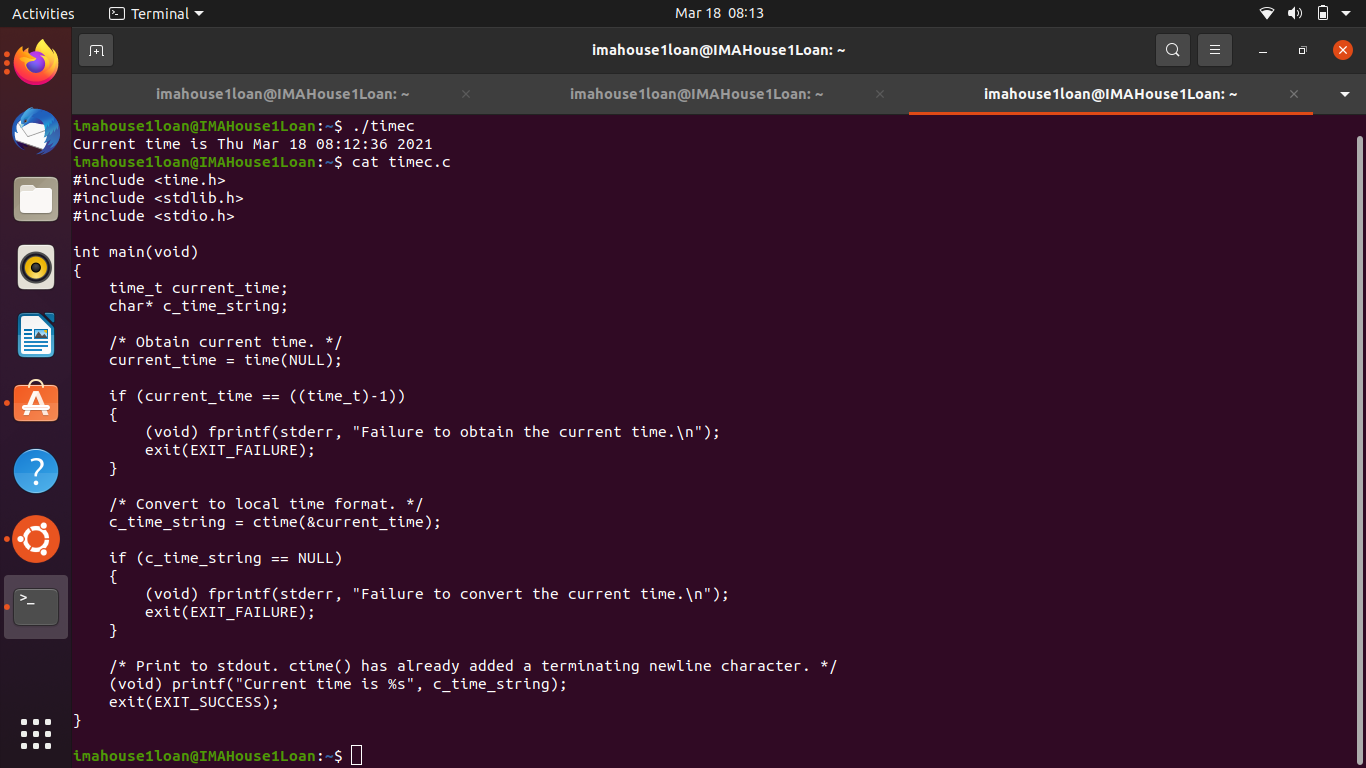 Activities
Terminal
Mar 18 08:13
imahouse1loan@IMAHouse1Loan: ~
imahouse1loan@IMAHouse1Loan: ~
imahouse1loan@IMAHouse1Loan: ~
imahouse1loan@IMAHouse1Loan: ~
imahouse1loan@IMAHouse1Loan:~$ ./timec
Current time is Thu Mar 18 08:12:36 2021
imahouse1loan@IMAHouse1Loan:~$ cat timec.c
#include <time.h>
#include <stdlib.h>
#include <stdio.h>

int main(void)
{
    time_t current_time;
    char* c_time_string;

    /* Obtain current time. */
    current_time = time(NULL);

    if (current_time == ((time_t)-1))
    {
        (void) fprintf(stderr, "Failure to obtain the current time.\n");
        exit(EXIT_FAILURE);
    }

    /* Convert to local time format. */
    c_time_string = ctime(&current_time);

    if (c_time_string == NULL)
    {
        (void) fprintf(stderr, "Failure to convert the current time.\n");
        exit(EXIT_FAILURE);
    }

    /* Print to stdout. ctime() has already added a terminating newline character. */
    (void) printf("Current time is %s", c_time_string);
    exit(EXIT_SUCCESS);
}

imahouse1loan@IMAHouse1Loan:~$